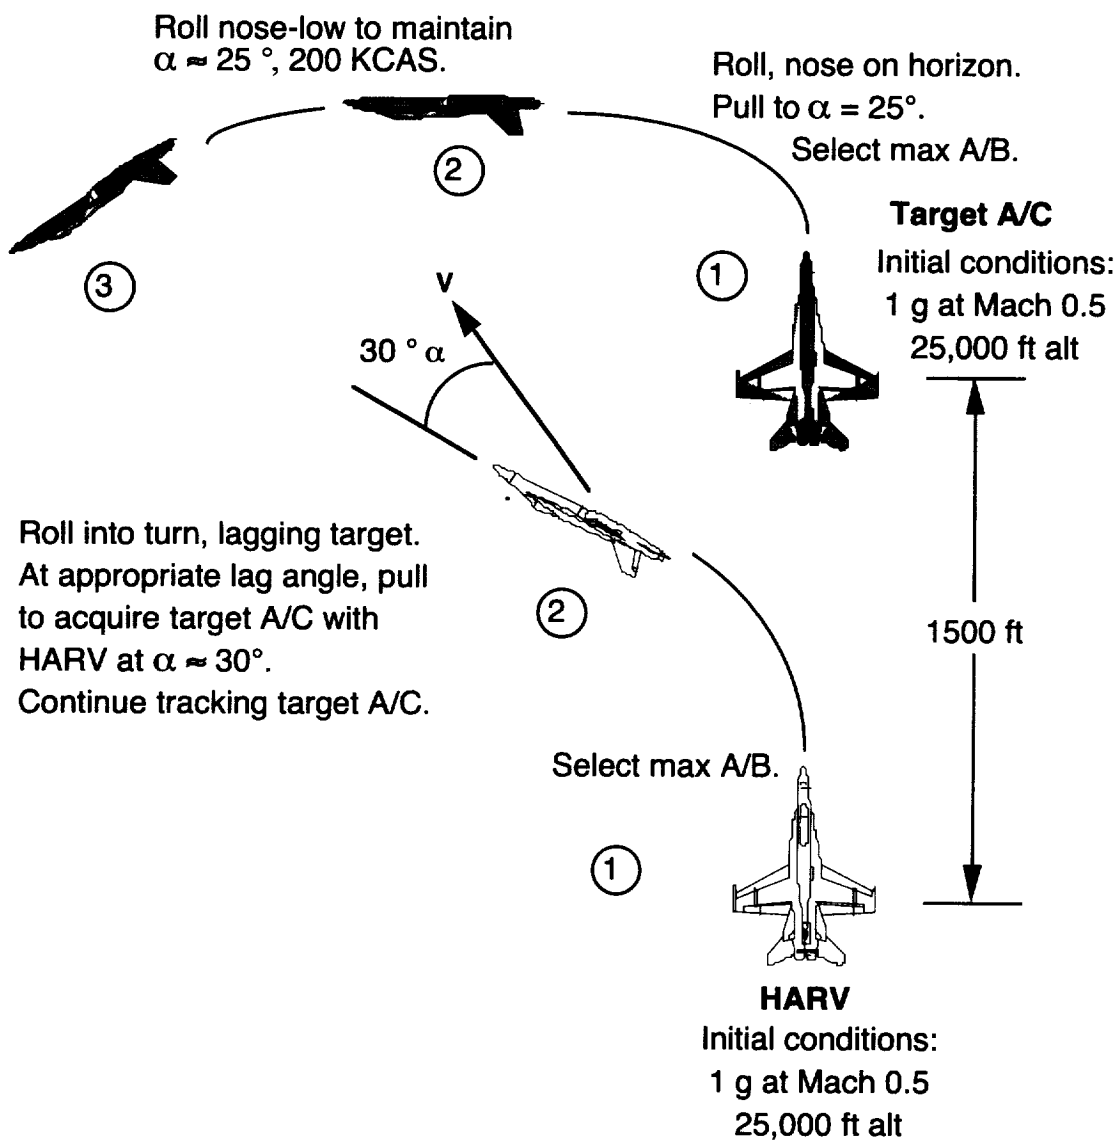 Roll nose-low to maintain
α ≈ 25 °, 200 KCAS.
Roll, nose on horizon.
Pull to α = 25°.
Select max A/B.
2
3
1
Target A/C
Initial conditions:
1 g at Mach 0.5
25,000 ft alt
V
30 ° α
Roll into turn, lagging target.
At appropriate lag angle, pull
to acquire target A/C with
HARV at α ≈ 30°.
Continue tracking target A/C.
2
1500 ft
Select max A/B.
1
HARV
Initial conditions:
1 g at Mach 0.5
25,000 ft alt